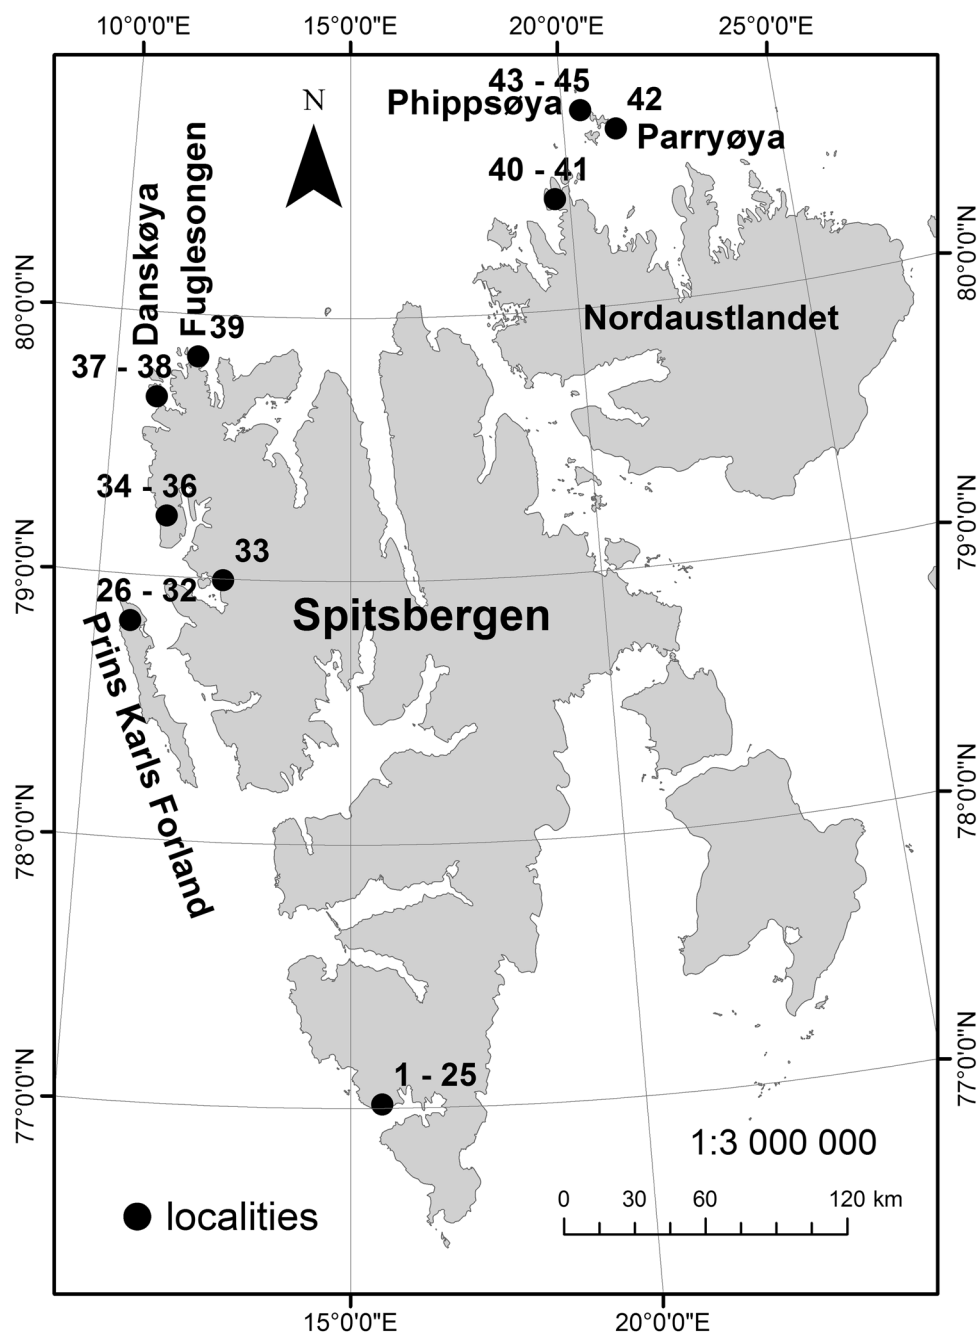 10°0'0"E 15°0'0"E 20°0'0"E 25°0'0"E
N
43 - 45
Phippsøya
42
Parryøya
40 - 41
Danskøya
Fuglesongen
80°0'0"N
80°0'0"N
Nordaustlandet
39
37 - 38
34 - 36
33
79°0'0"N
79°0'0"N
26 - 32
Spitsbergen
Prins Karls Forland
78°0'0"N
78°0'0"N
1 - 25
77°0'0"N
77°0'0"N
1:3 000 000
0 30 60 120 km
localities
15°0'0"E 20°0'0"E